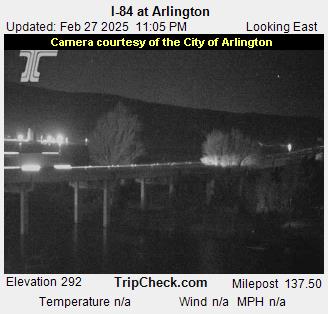 I-84 at Arlington
Updated: Feb 27 2025 11:05 PM Looking East
Camera courtesy of the City of Arlington
Elevation 292 TripCheck.com Milepost 137.50
Temperature n/a Wind n/a MPH n/a